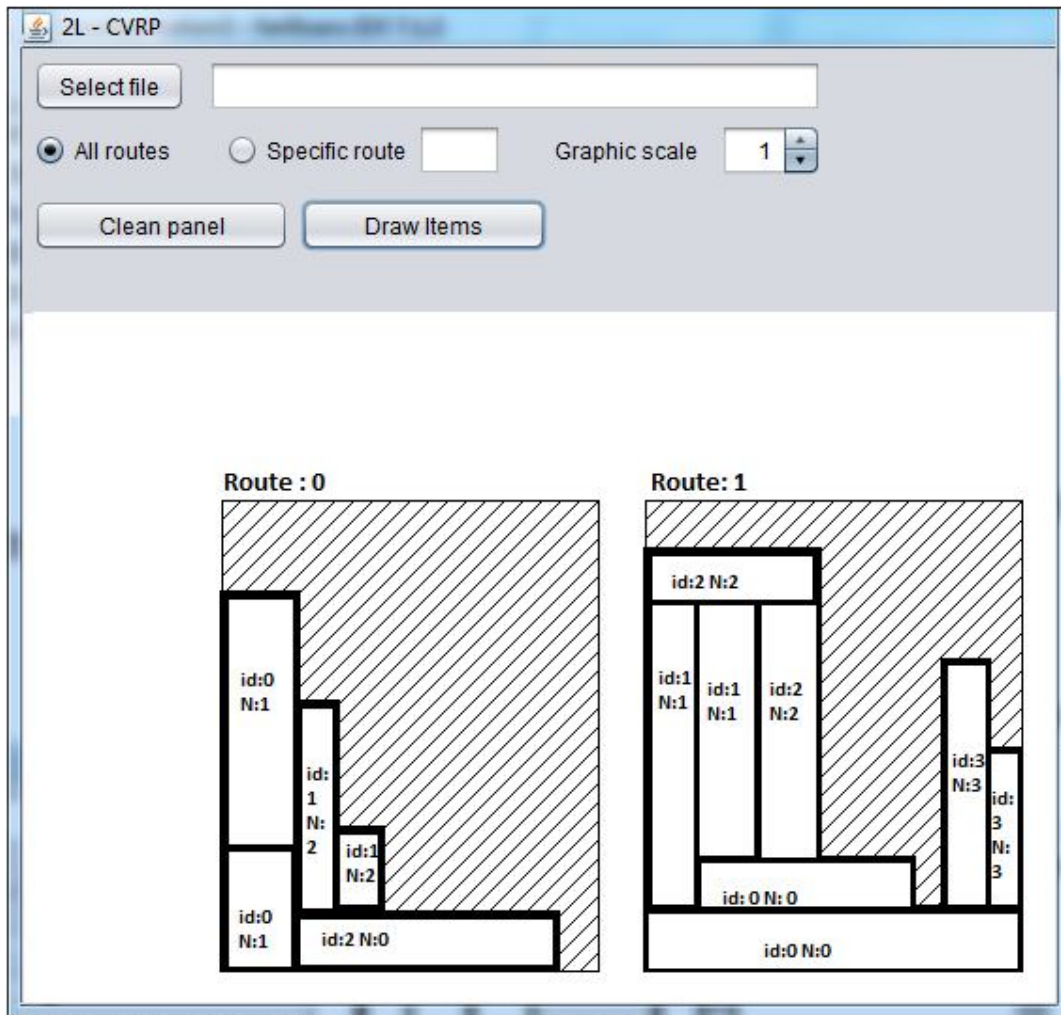 2L - CVRP
Select file
All routes
Specific route
Graphic scale
1
Clean panel
Draw Items
Route : 0
Route: 1
id:0
N:1
id:
1
N:
2
id:1
N:2
id:0
N:1
id:2 N:0
id:2 N:2
id:1
N:1
id:1
N:1
id:2
N:2
id:3
N:3
id:
3
N:
3
id: 0 N: 0
id:0 N:0